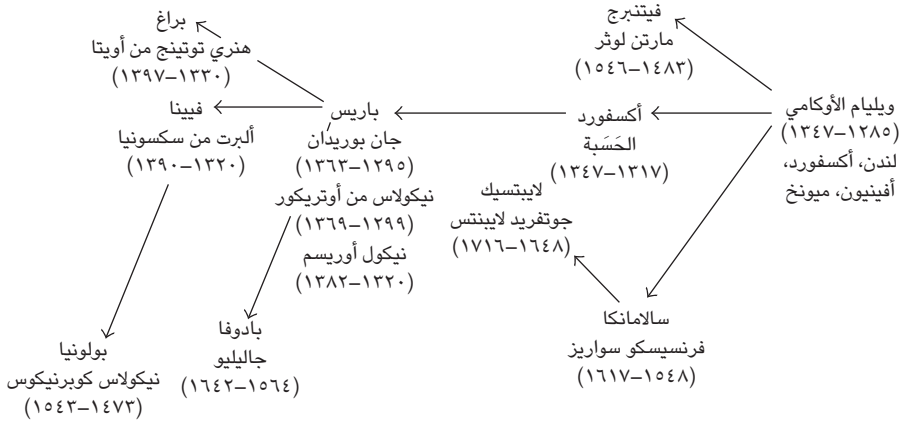 ويليام الأوكامي
(١٢٨٥–١٣٤٧)
لندن، أكسفورد،
أفينيون، ميونخ
فيتنبرج
مارتن لوثر
(١٤٨٣–١٥٤٦)
أكسفورد
الحَسَبة
(١٣١٧–١٣٤٧)
سالامانكا
فرنسيسكو سواريز
(١٥٤٨–١٦١٧)
لايبتسيك
جوتفريد لايبنتس
(١٦٤٨–١٧١٦)
باريس
جان بوريدان
(١٢٩٥–١٣٦٣)
نيكولاس من أوتريكور
(١٢٩٩–١٣٦٩)
نيكول أوريسم
(١٣٢٠–١٣٨٢)
براغ
هنري توتينج من أويتا
(١٣٣٠–١٣٩٧)
فيينا
ألبرت من سكسونيا
(١٣٢٠–١٣٩٠)
بادوفا
جاليليو
(١٥٦٤–١٦٤٢)
بولونيا
نيكولاس كوبرنيكوس
(١٤٧٣–١٥٤٣)